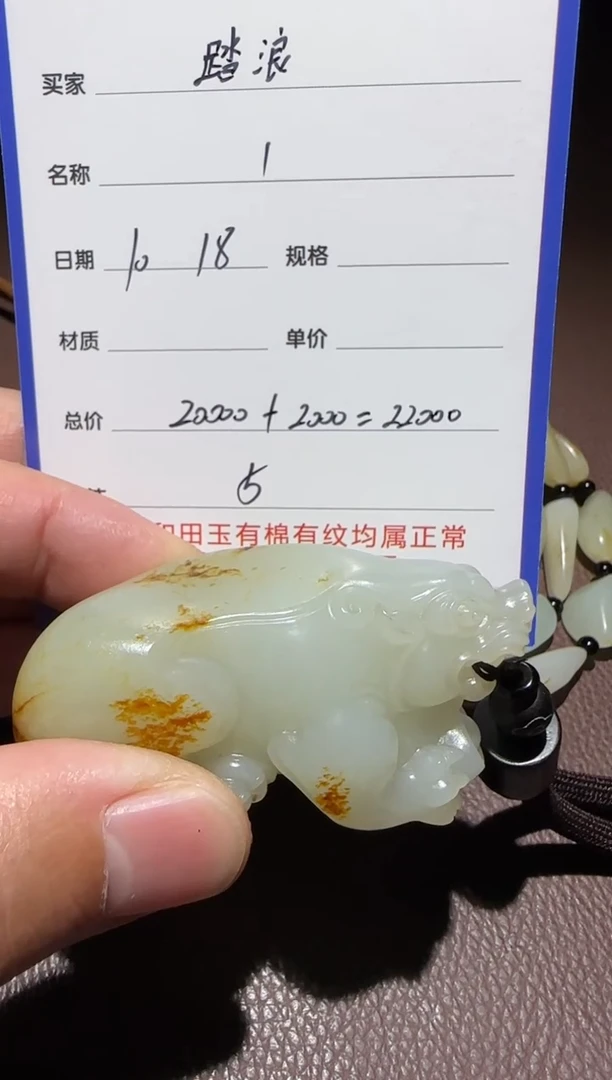 买家 踏浪
名称 1
日期 10 18 规格
材质 单价
总价 20000+2000=22000
5
和田玉有棉有纹均属正常